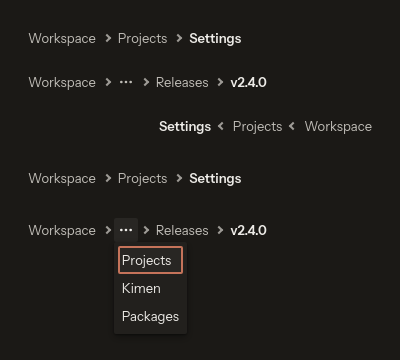 Workspace > Projects > Settings
Workspace > ... > Releases > v2.4.0
Settings < Projects < Workspace
Workspace > Projects > Settings
Workspace > ... > Releases > v2.4.0
Projects
Kimen
Packages